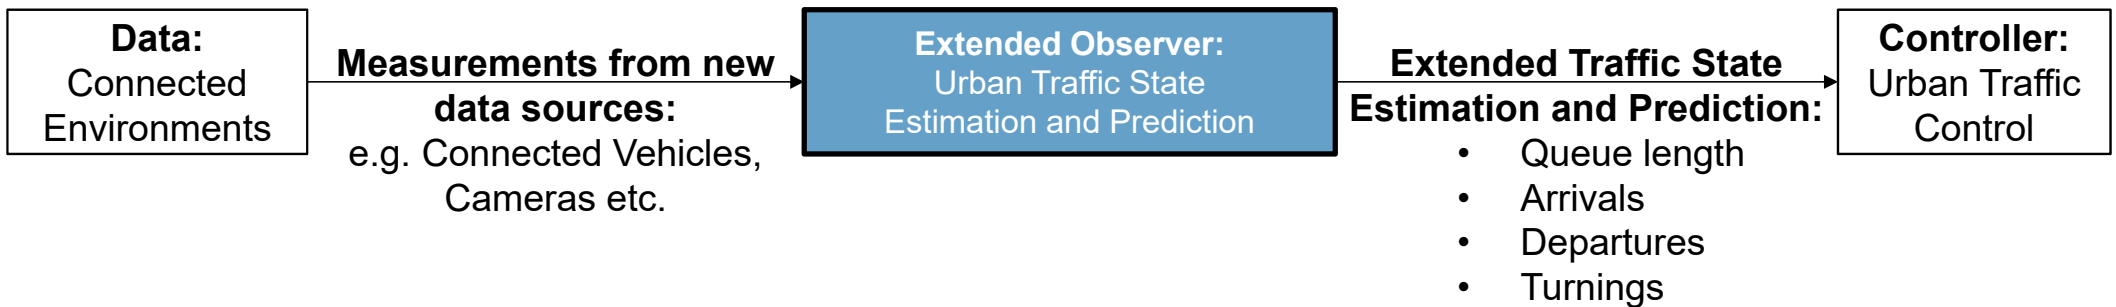 Data:
Connected
Environments
Measurements from new
data sources:
e.g. Connected Vehicles,
Cameras etc.
Extended Observer:
Urban Traffic State
Estimation and Prediction
Extended Traffic State
Estimation and Prediction:
• Queue length
• Arrivals
• Departures
• Turnings
Controller:
Urban Traffic
Control